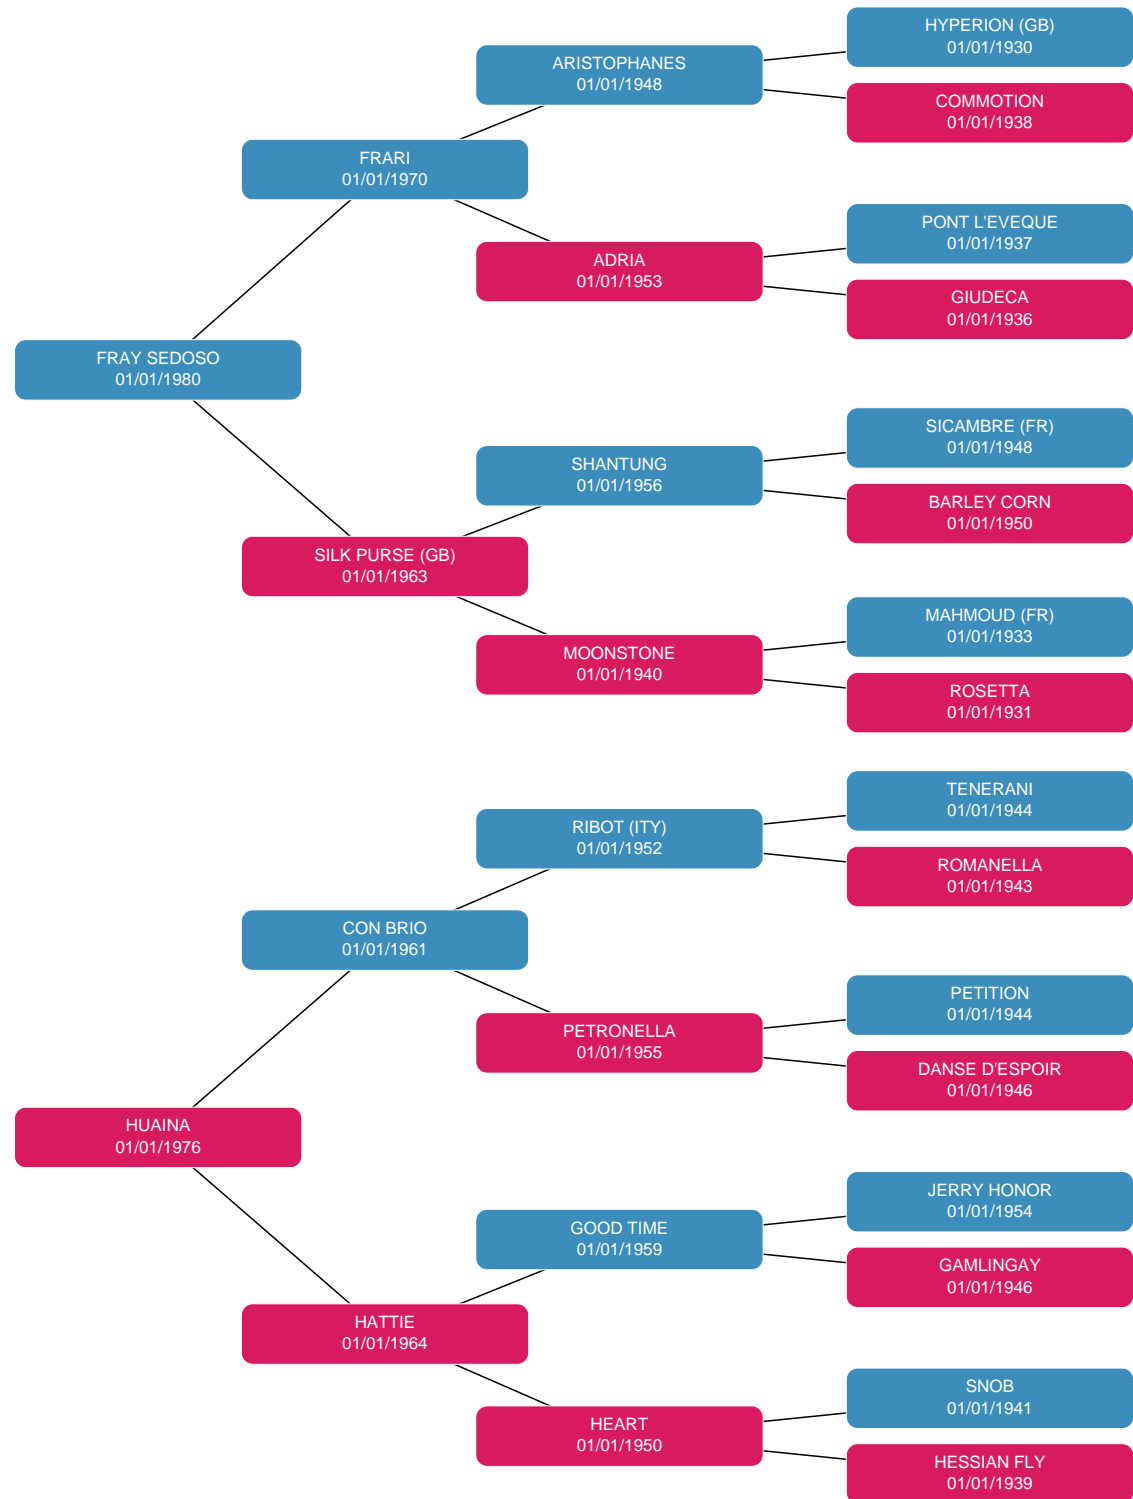 HYPERION (GB)
01/01/1930
ARISTOPHANES
01/01/1948
COMMOTION
01/01/1938
FRARI
01/01/1970
PONT L'EVEQUE
01/01/1937
ADRIA
01/01/1953
GIUDECA
01/01/1936
FRAY SEDOSO
01/01/1980
SICAMBRE (FR)
01/01/1948
SHANTUNG
01/01/1956
BARLEY CORN
01/01/1950
SILK PURSE (GB)
01/01/1963
MAHMOUD (FR)
01/01/1933
MOONSTONE
01/01/1940
ROSETTA
01/01/1931
TENERANI
01/01/1944
RIBOT (ITY)
01/01/1952
ROMANELLA
01/01/1943
CON BRIO
01/01/1961
PETITION
01/01/1944
PETRONELLA
01/01/1955
DANSE D'ESPOIR
01/01/1946
HUAINA
01/01/1976
JERRY HONOR
01/01/1954
GOOD TIME
01/01/1959
GAMLINGAY
01/01/1946
HATTIE
01/01/1964
SNOB
01/01/1941
HEART
01/01/1950
HESSIAN FLY
01/01/1939